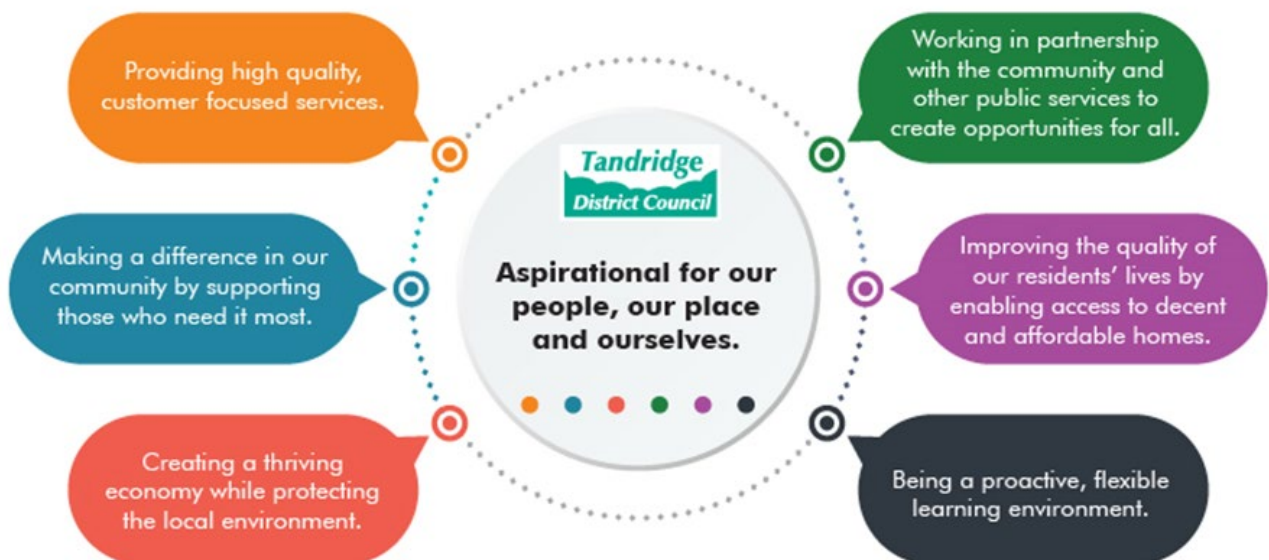 Providing high quality,
customer focused services.
Making a difference in our
community by supporting
those who need it most.
Creating a thriving
economy while protecting
the local environment.
Tandridge
District Council
Aspirational for our
people, our place
and ourselves.
Working in partnership
with the community and
other public services to
create opportunities for all.
Improving the quality of
our residents’ lives by
enabling access to decent
and affordable homes.
Being a proactive, flexible
learning environment.